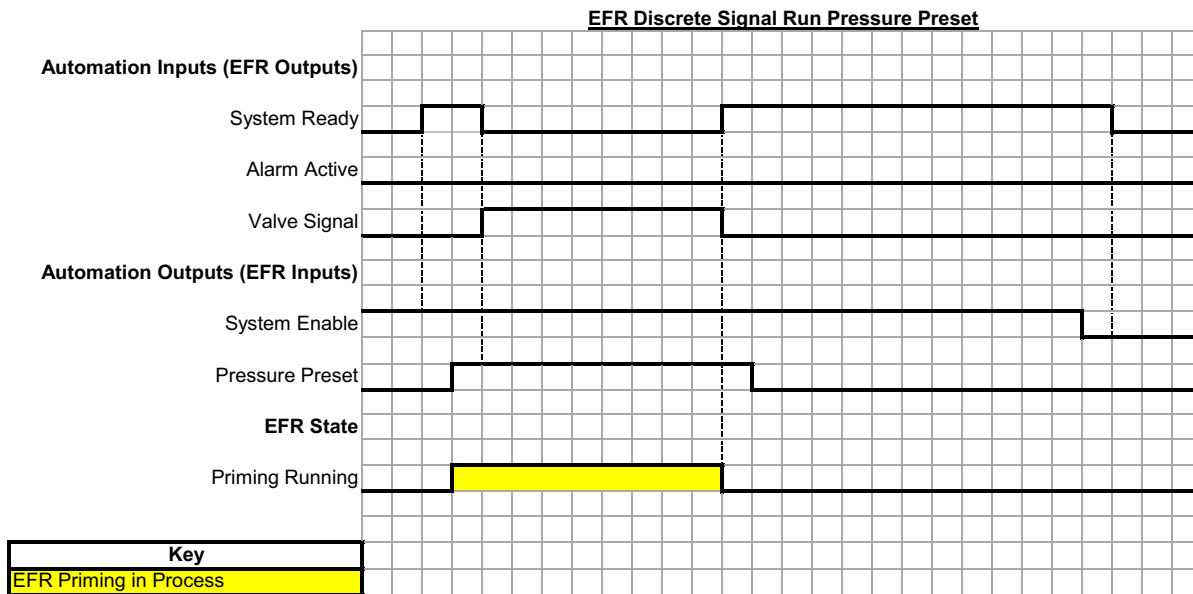 EFR Discrete Signal Run Pressure Preset
Automation Inputs (EFR Outputs)
System Ready
Alarm Active
Valve Signal
Automation Outputs (EFR Inputs)
System Enable
Pressure Preset
EFR State
Priming Running
Key
EFR Priming in Process